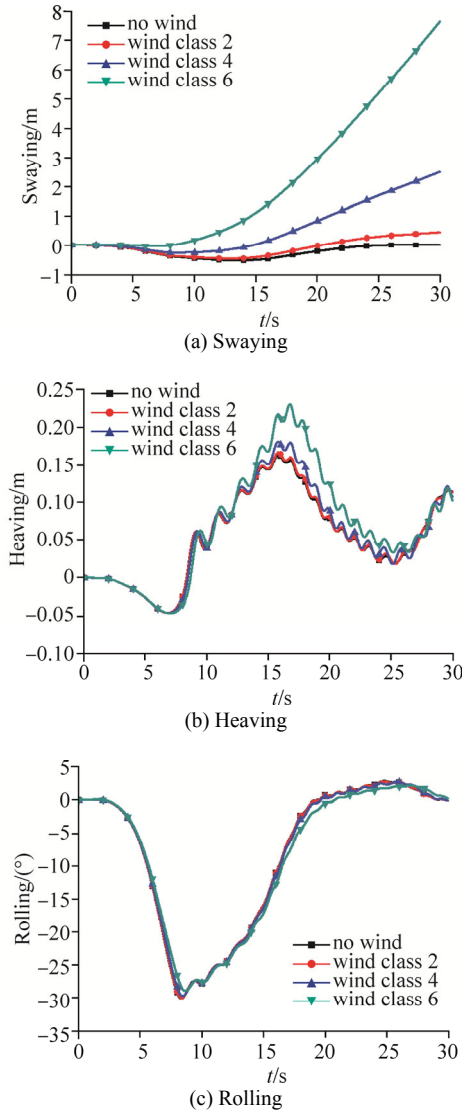 8
7
6
5
4
3
2
1
0
−1
Swaying/m
no wind
wind class 2
wind class 4
wind class 6
0 5 10 15 20 25 30
t/s
(a) Swaying
0.25
0.20
0.15
0.10
0.05
0
−0.05
−0.10
Heaving/m
no wind
wind class 2
wind class 4
wind class 6
0 5 10 15 20 25 30
t/s
(b) Heaving
5
0
−5
−10
−15
−20
−25
−30
−35
Rolling/(°)
no wind
wind class 2
wind class 4
wind class 6
0 5 10 15 20 25 30
t/s
(c) Rolling